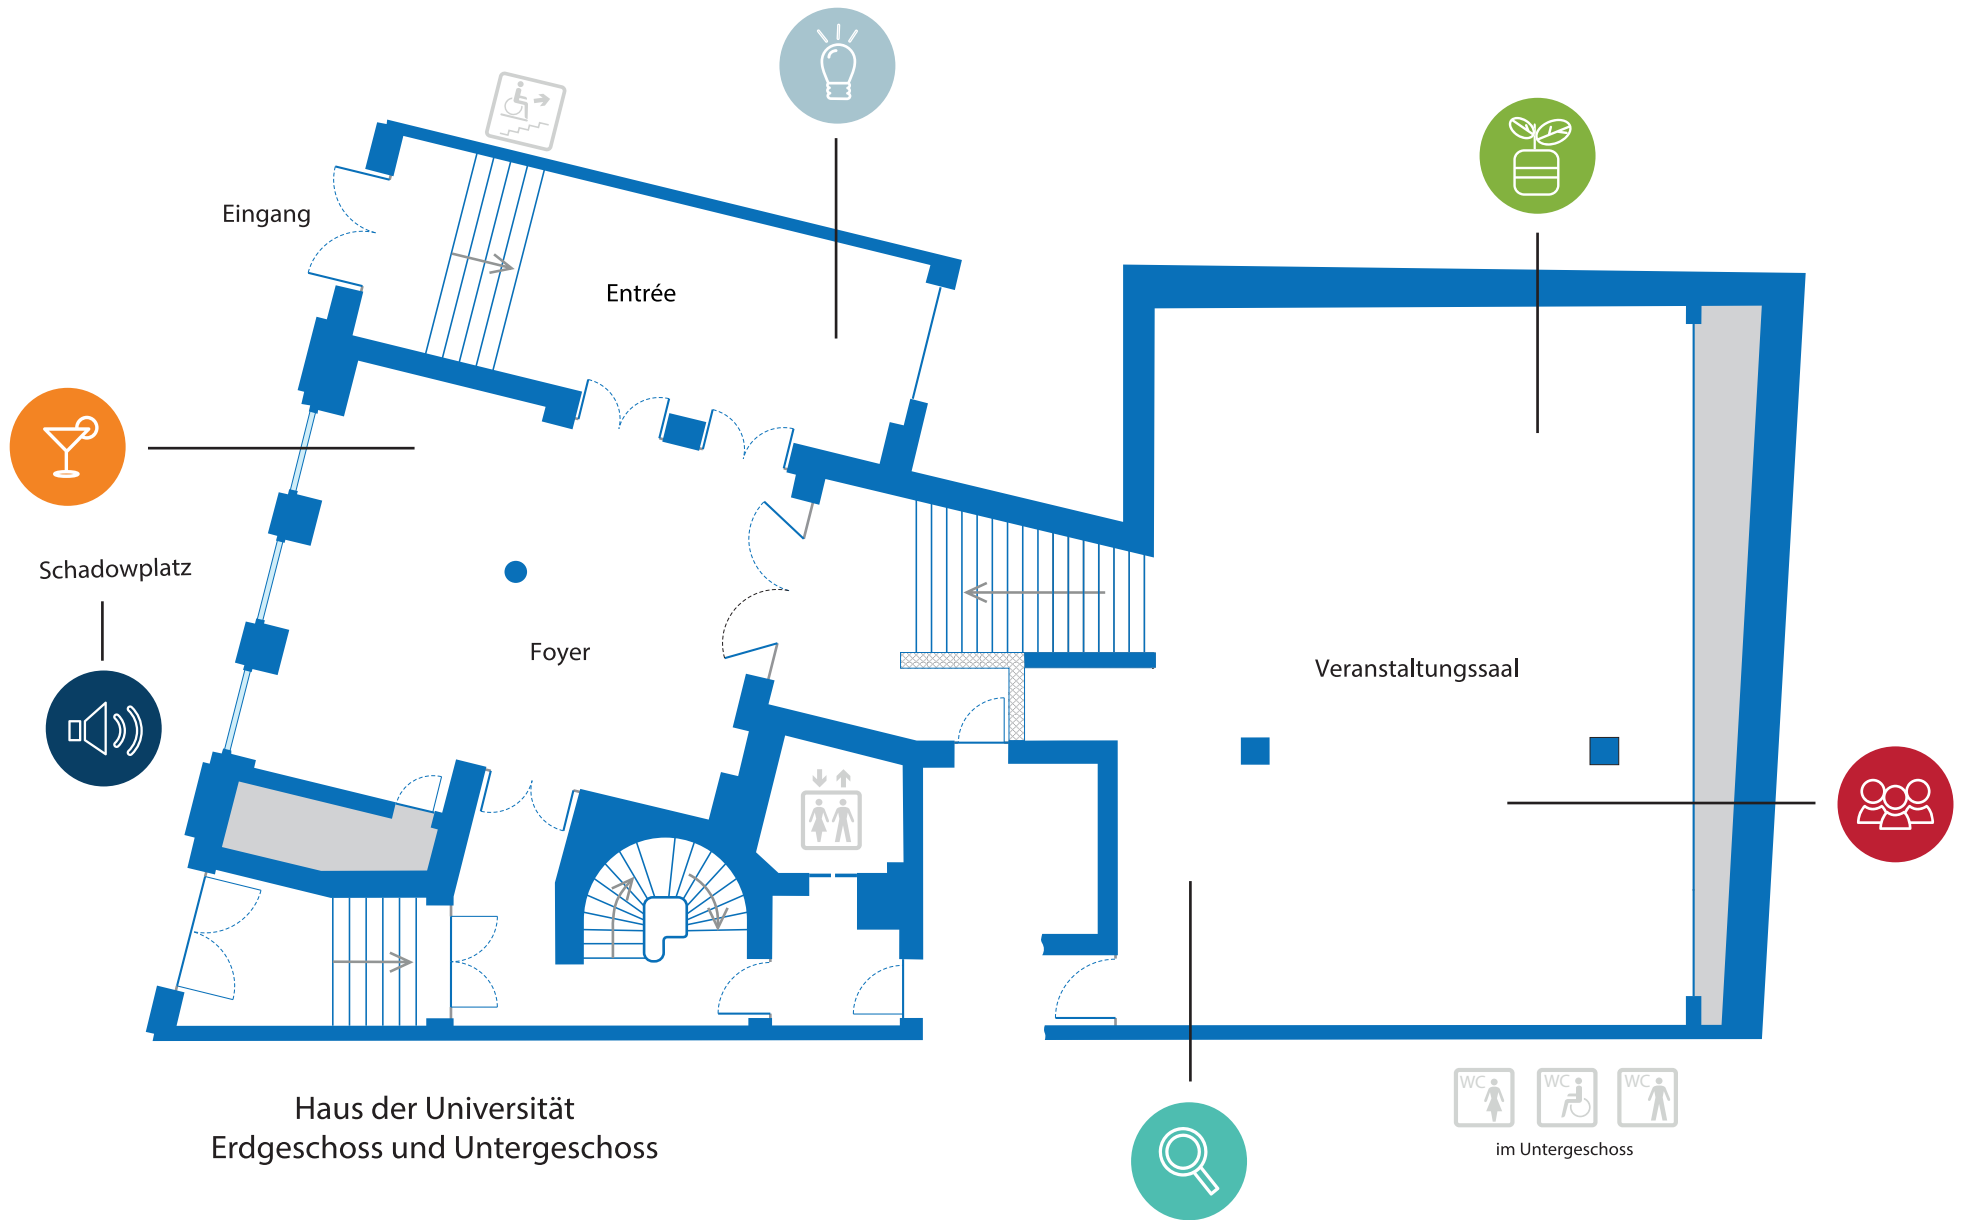 Eingang
Entrée
Schadowplatz
Foyer
Veranstaltungssaal
Haus der Universität
Erdgeschoss und Untergeschoss
WC
WC
WC
im Untergeschoss